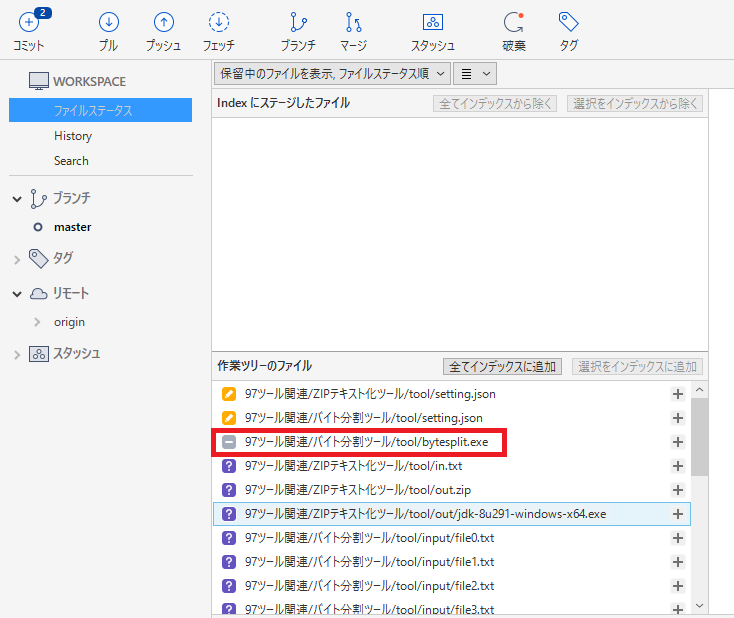 2
コミット プル プッシュ フェッチ ブランチ マージ スタッシュ 破棄 タグ
WORKSPACE
ファイルステータス
History
Search
ブランチ
master
タグ
リモート
origin
スタッシュ
保留中のファイルを表示, ファイルステータス順
Index にステージしたファイル 全てインデックスから除く 選択をインデックスから除く
作業ツリーのファイル 全てインデックスに追加 選択をインデックスに追加
97ツール関連/ZIPテキスト化ツール/tool/setting.json
97ツール関連/バイト分割ツール/tool/setting.json
97ツール関連/バイト分割ツール/tool/bytesplit.exe
97ツール関連/ZIPテキスト化ツール/tool/in.txt
97ツール関連/ZIPテキスト化ツール/tool/out.zip
97ツール関連/ZIPテキスト化ツール/tool/out/jdk-8u291-windows-x64.exe
97ツール関連/バイト分割ツール/tool/input/file0.txt
97ツール関連/バイト分割ツール/tool/input/file1.txt
97ツール関連/バイト分割ツール/tool/input/file2.txt
97ツール関連/バイト分割ツール/tool/input/file3.txt